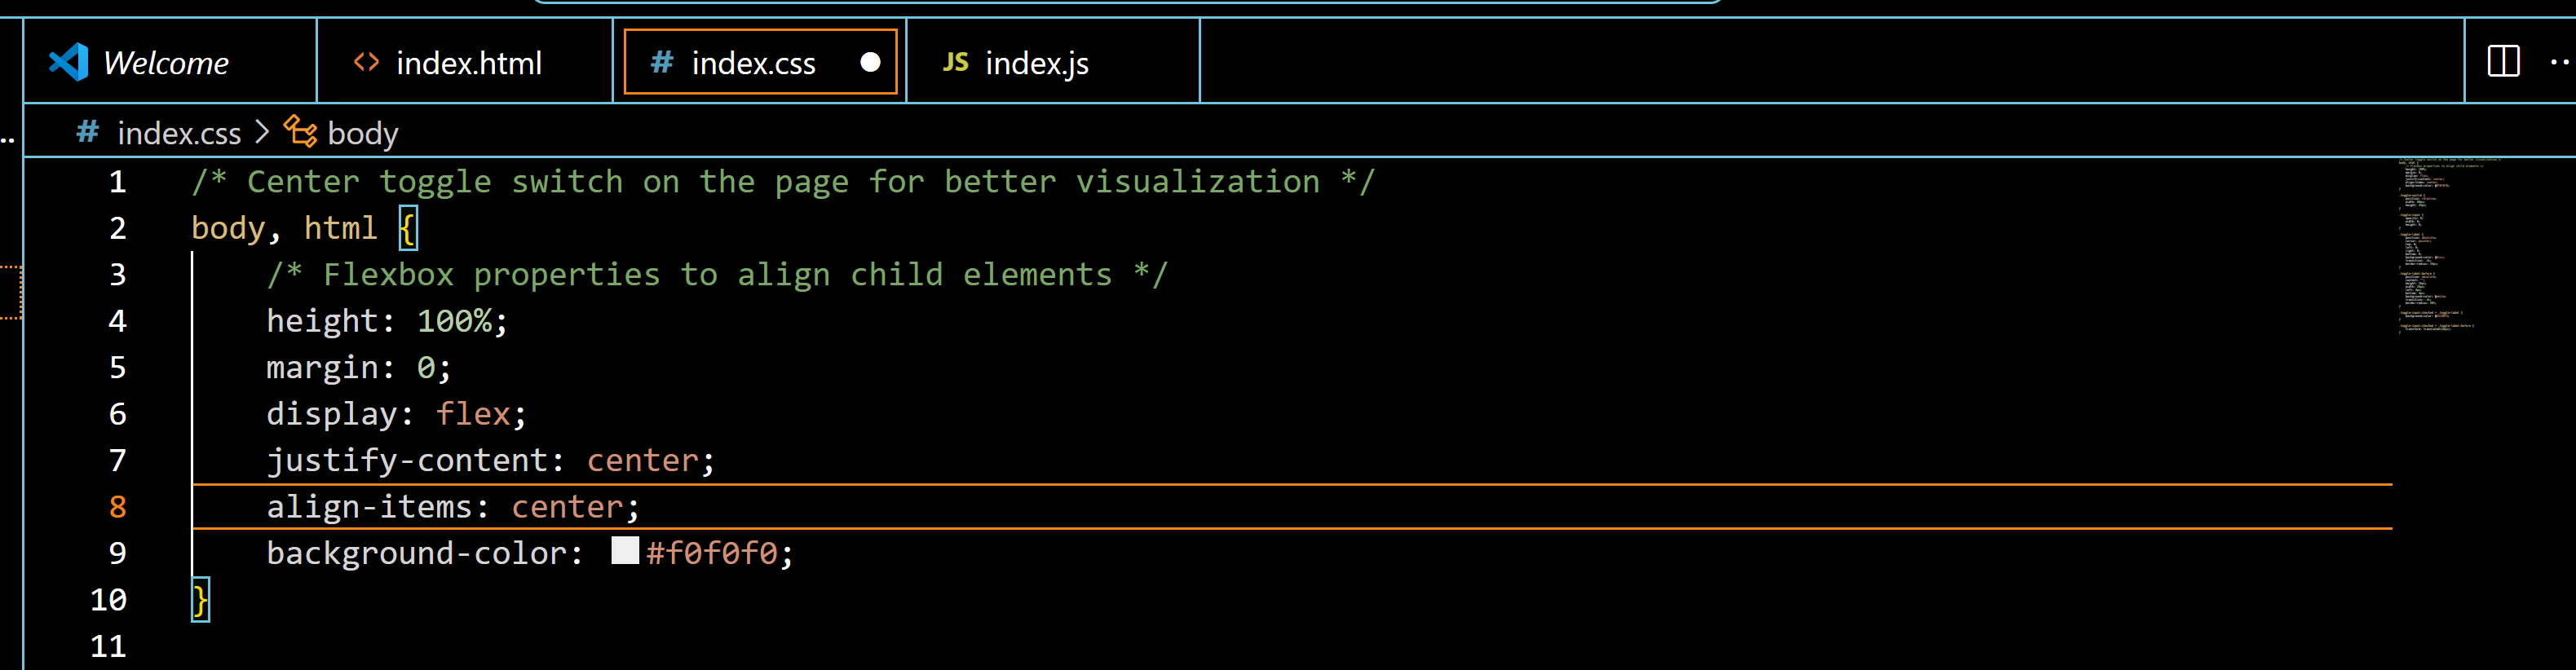 Welcome
index.html
# index.css
JS index.js
# index.css > body
1 /* Center toggle switch on the page for better visualization */
2 body, html {
3 /* Flexbox properties to align child elements */
4 height: 100%;
5 margin: 0;
6 display: flex;
7 justify-content: center;
8 align-items: center;
9 background-color: #f0f0f0;
10 }
11